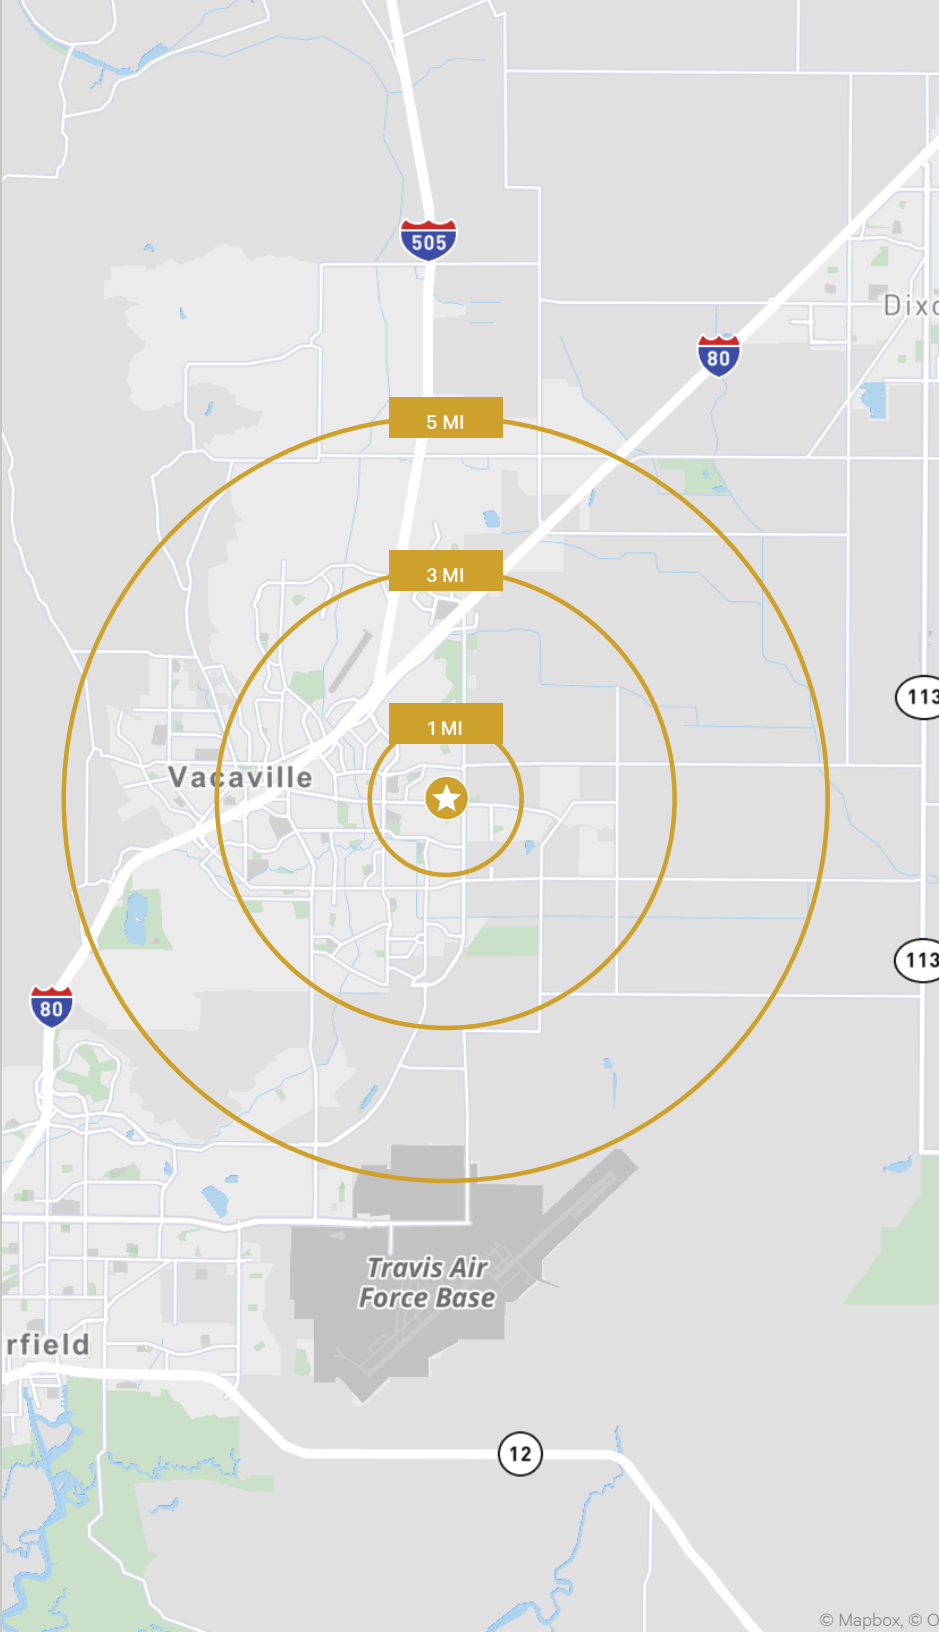 505
Dixo
80
5 MI
3 MI
113
1 MI
Vacaville
113
80
Travis Air
Force Base
rfield
12
© Mapbox, © O